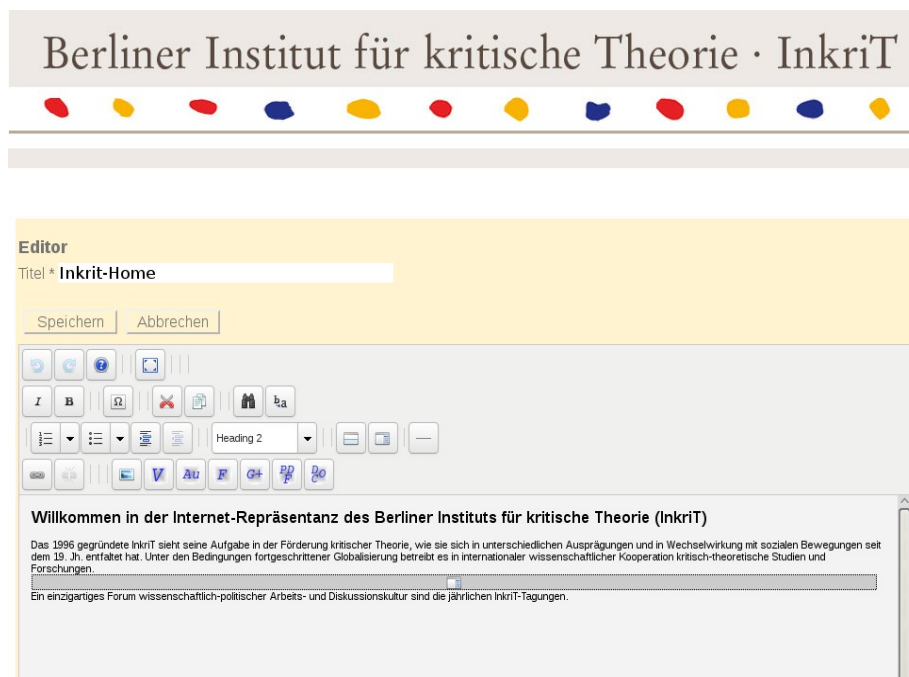 Berliner Institut für kritische Theorie · InkriT
Editor
Titel * Inkrit-Home
Speichern Abbrechen
I B Ω b a
Heading 2
V Au F G+ PDF DOC
Willkommen in der Internet-Repräsentanz des Berliner Instituts für kritische Theorie (InkriT)
Das 1996 gegründete InkriT sieht seine Aufgabe in der Förderung kritischer Theorie, wie sie sich in unterschiedlichen Ausprägungen und in Wechselwirkung mit sozialen Bewegungen seit
dem 19. Jh. entfaltet hat. Unter den Bedingungen fortgeschrittener Globalisierung betreibt es in internationaler wissenschaftlicher Kooperation kritisch-theoretische Studien und
Forschungen.
Ein einzigartiges Forum wissenschaftlich-politischer Arbeits- und Diskussionskultur sind die jährlichen InkriT-Tagungen.